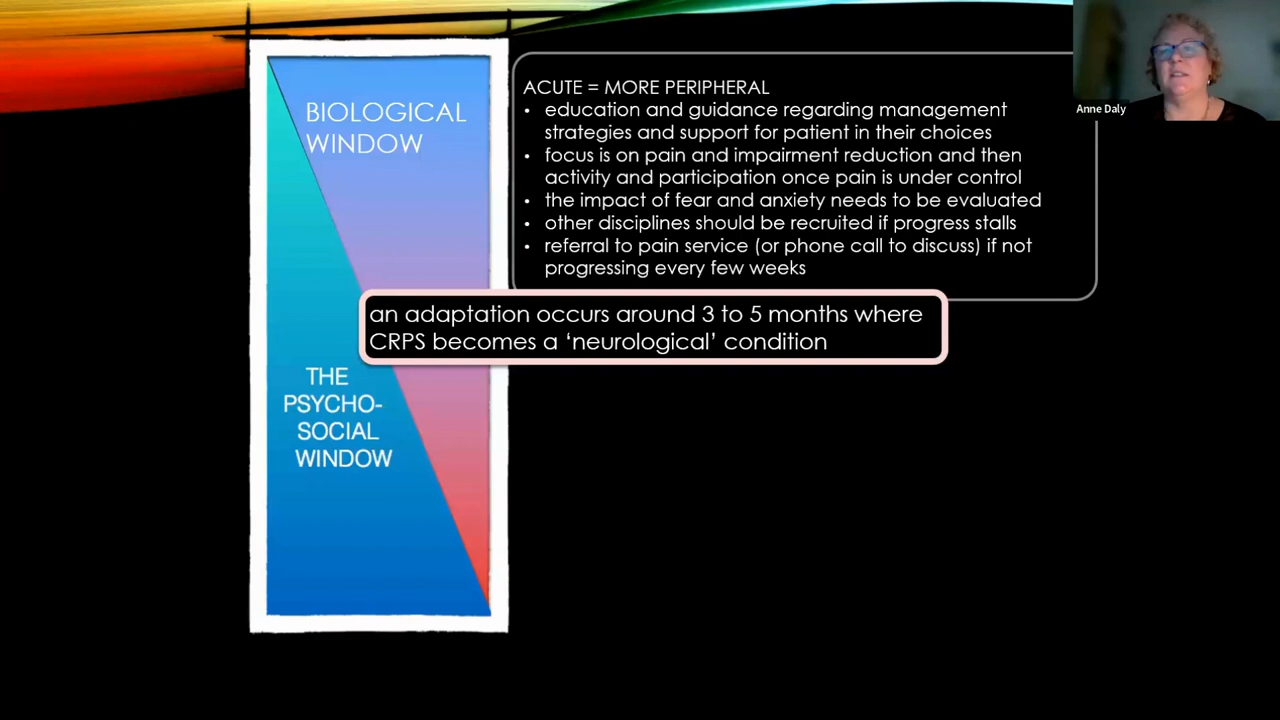 BIOLOGICAL
WINDOW
THE
PSYCHO-
SOCIAL
WINDOW
ACUTE = MORE PERIPHERAL
• education and guidance regarding management
strategies and support for patient in their choices
• focus is on pain and impairment reduction and then
activity and participation once pain is under control
• the impact of fear and anxiety needs to be evaluated
• other disciplines should be recruited if progress stalls
• referral to pain service (or phone call to discuss) if not
progressing every few weeks
an adaptation occurs around 3 to 5 months where
CRPS becomes a ‘neurological’ condition
Anne Daly